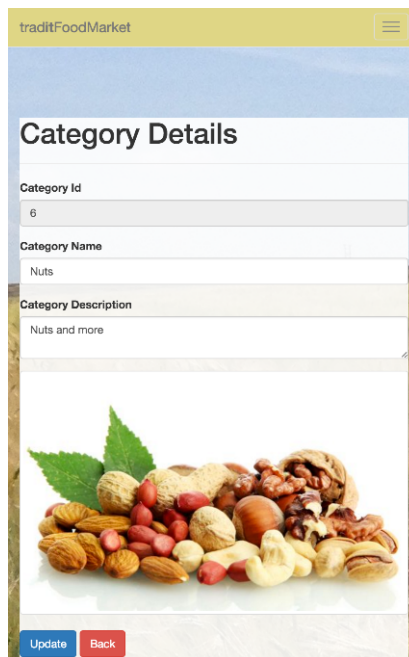 traditFoodMarket
Category Details
Category Id
6
Category Name
Nuts
Category Description
Nuts and more
Update Back